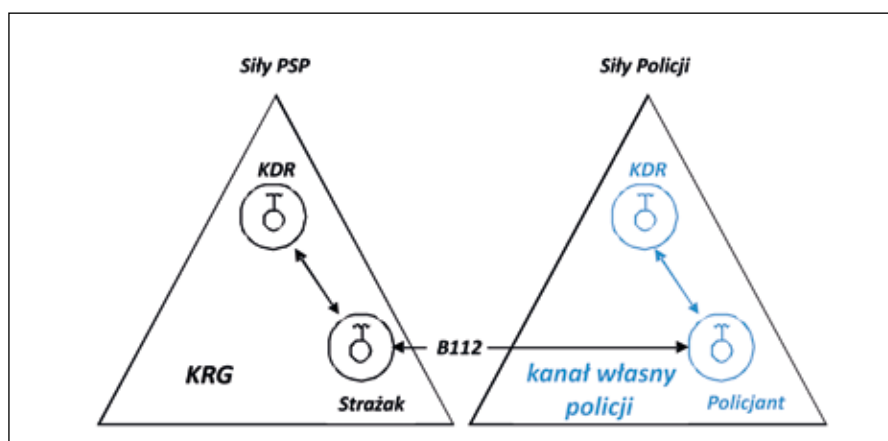 Siły PSP
Siły Policji
KDR
KDR
B112
KRG
kanał własny
policji
Strażak
Policjant